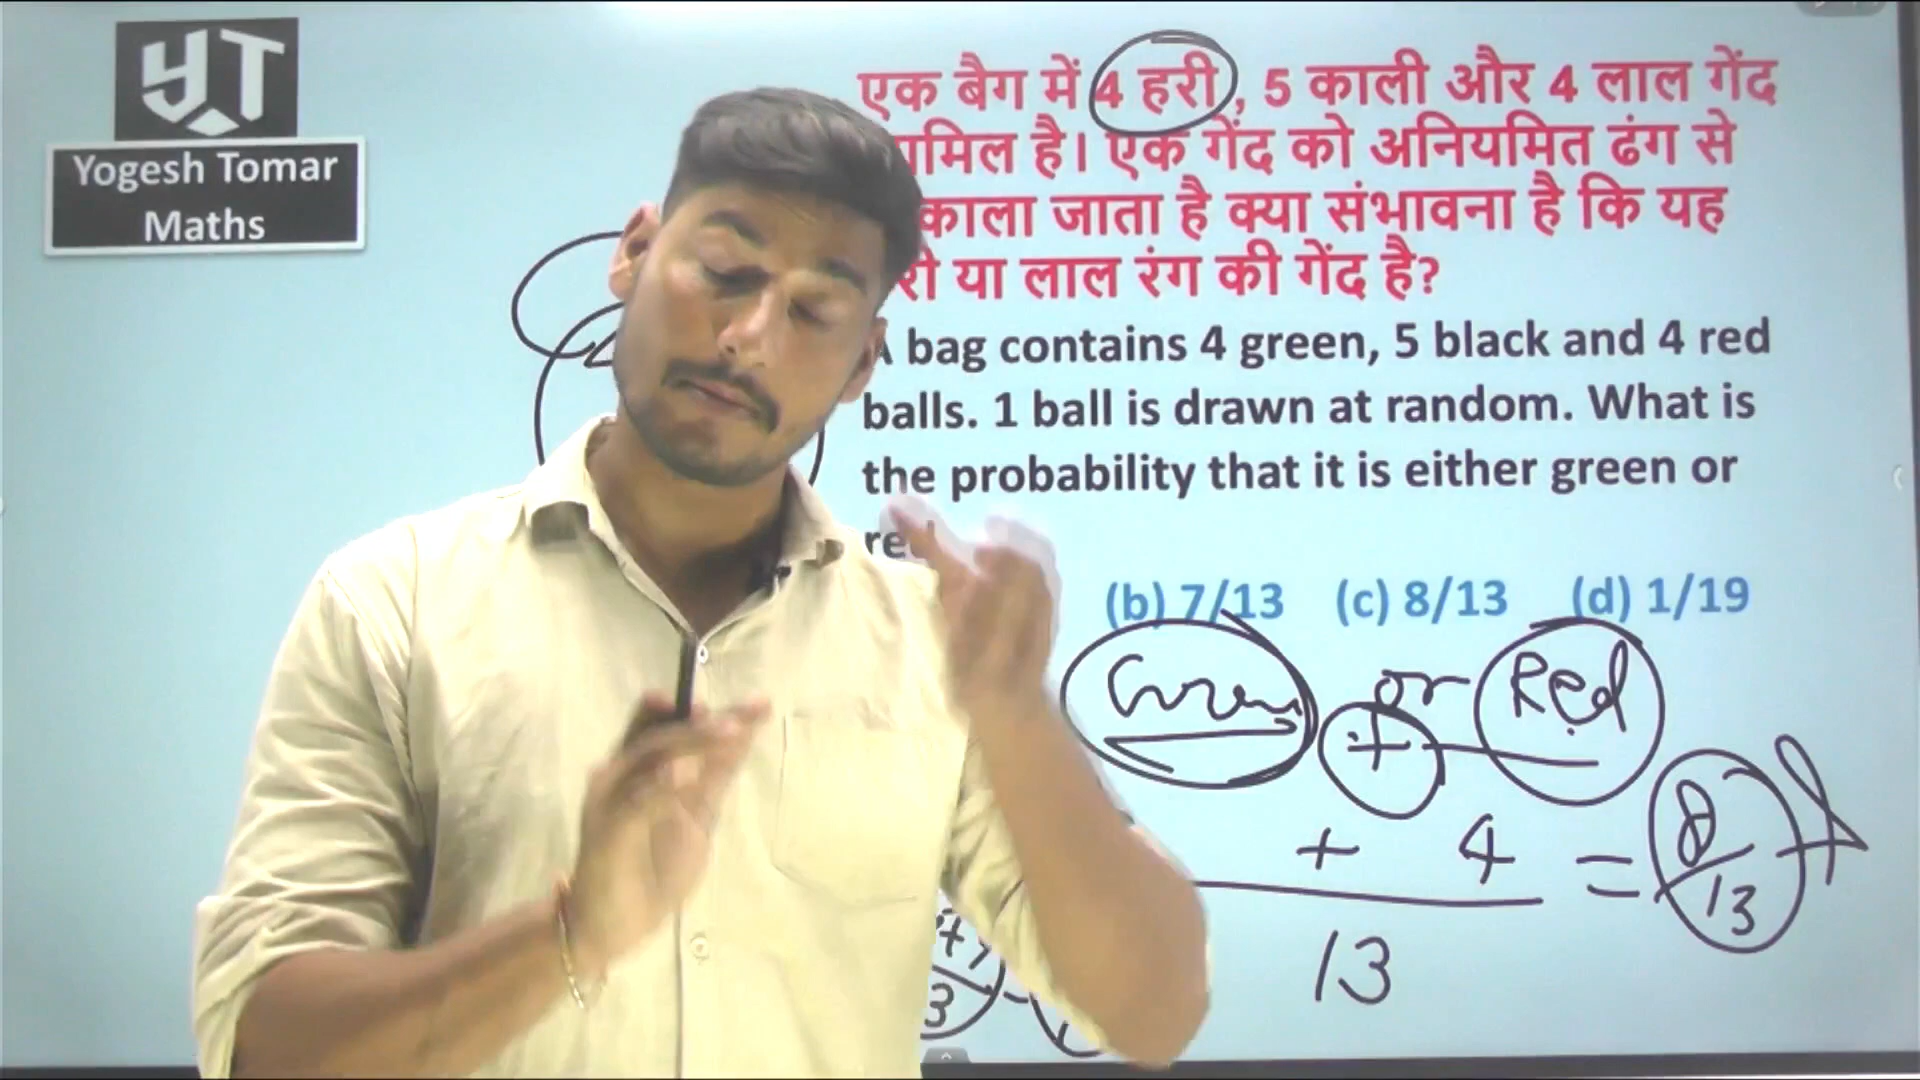 YT
Yogesh Tomar
Maths
एक बैग में 4 हरी, 5 काली और 4 लाल गेंद
है। एक गेंद को अनियमित ढंग से
जाता है क्या संभावना है कि यह
या लाल रंग की गेंद है?
A bag contains 4 green, 5 black and 4 red
balls. 1 ball is drawn at random. What is
the probability that it is either green or
(b) 7/13 (c) 8/13 (d) 1/19
Green or Red
+
+ 4 = 8/13
13